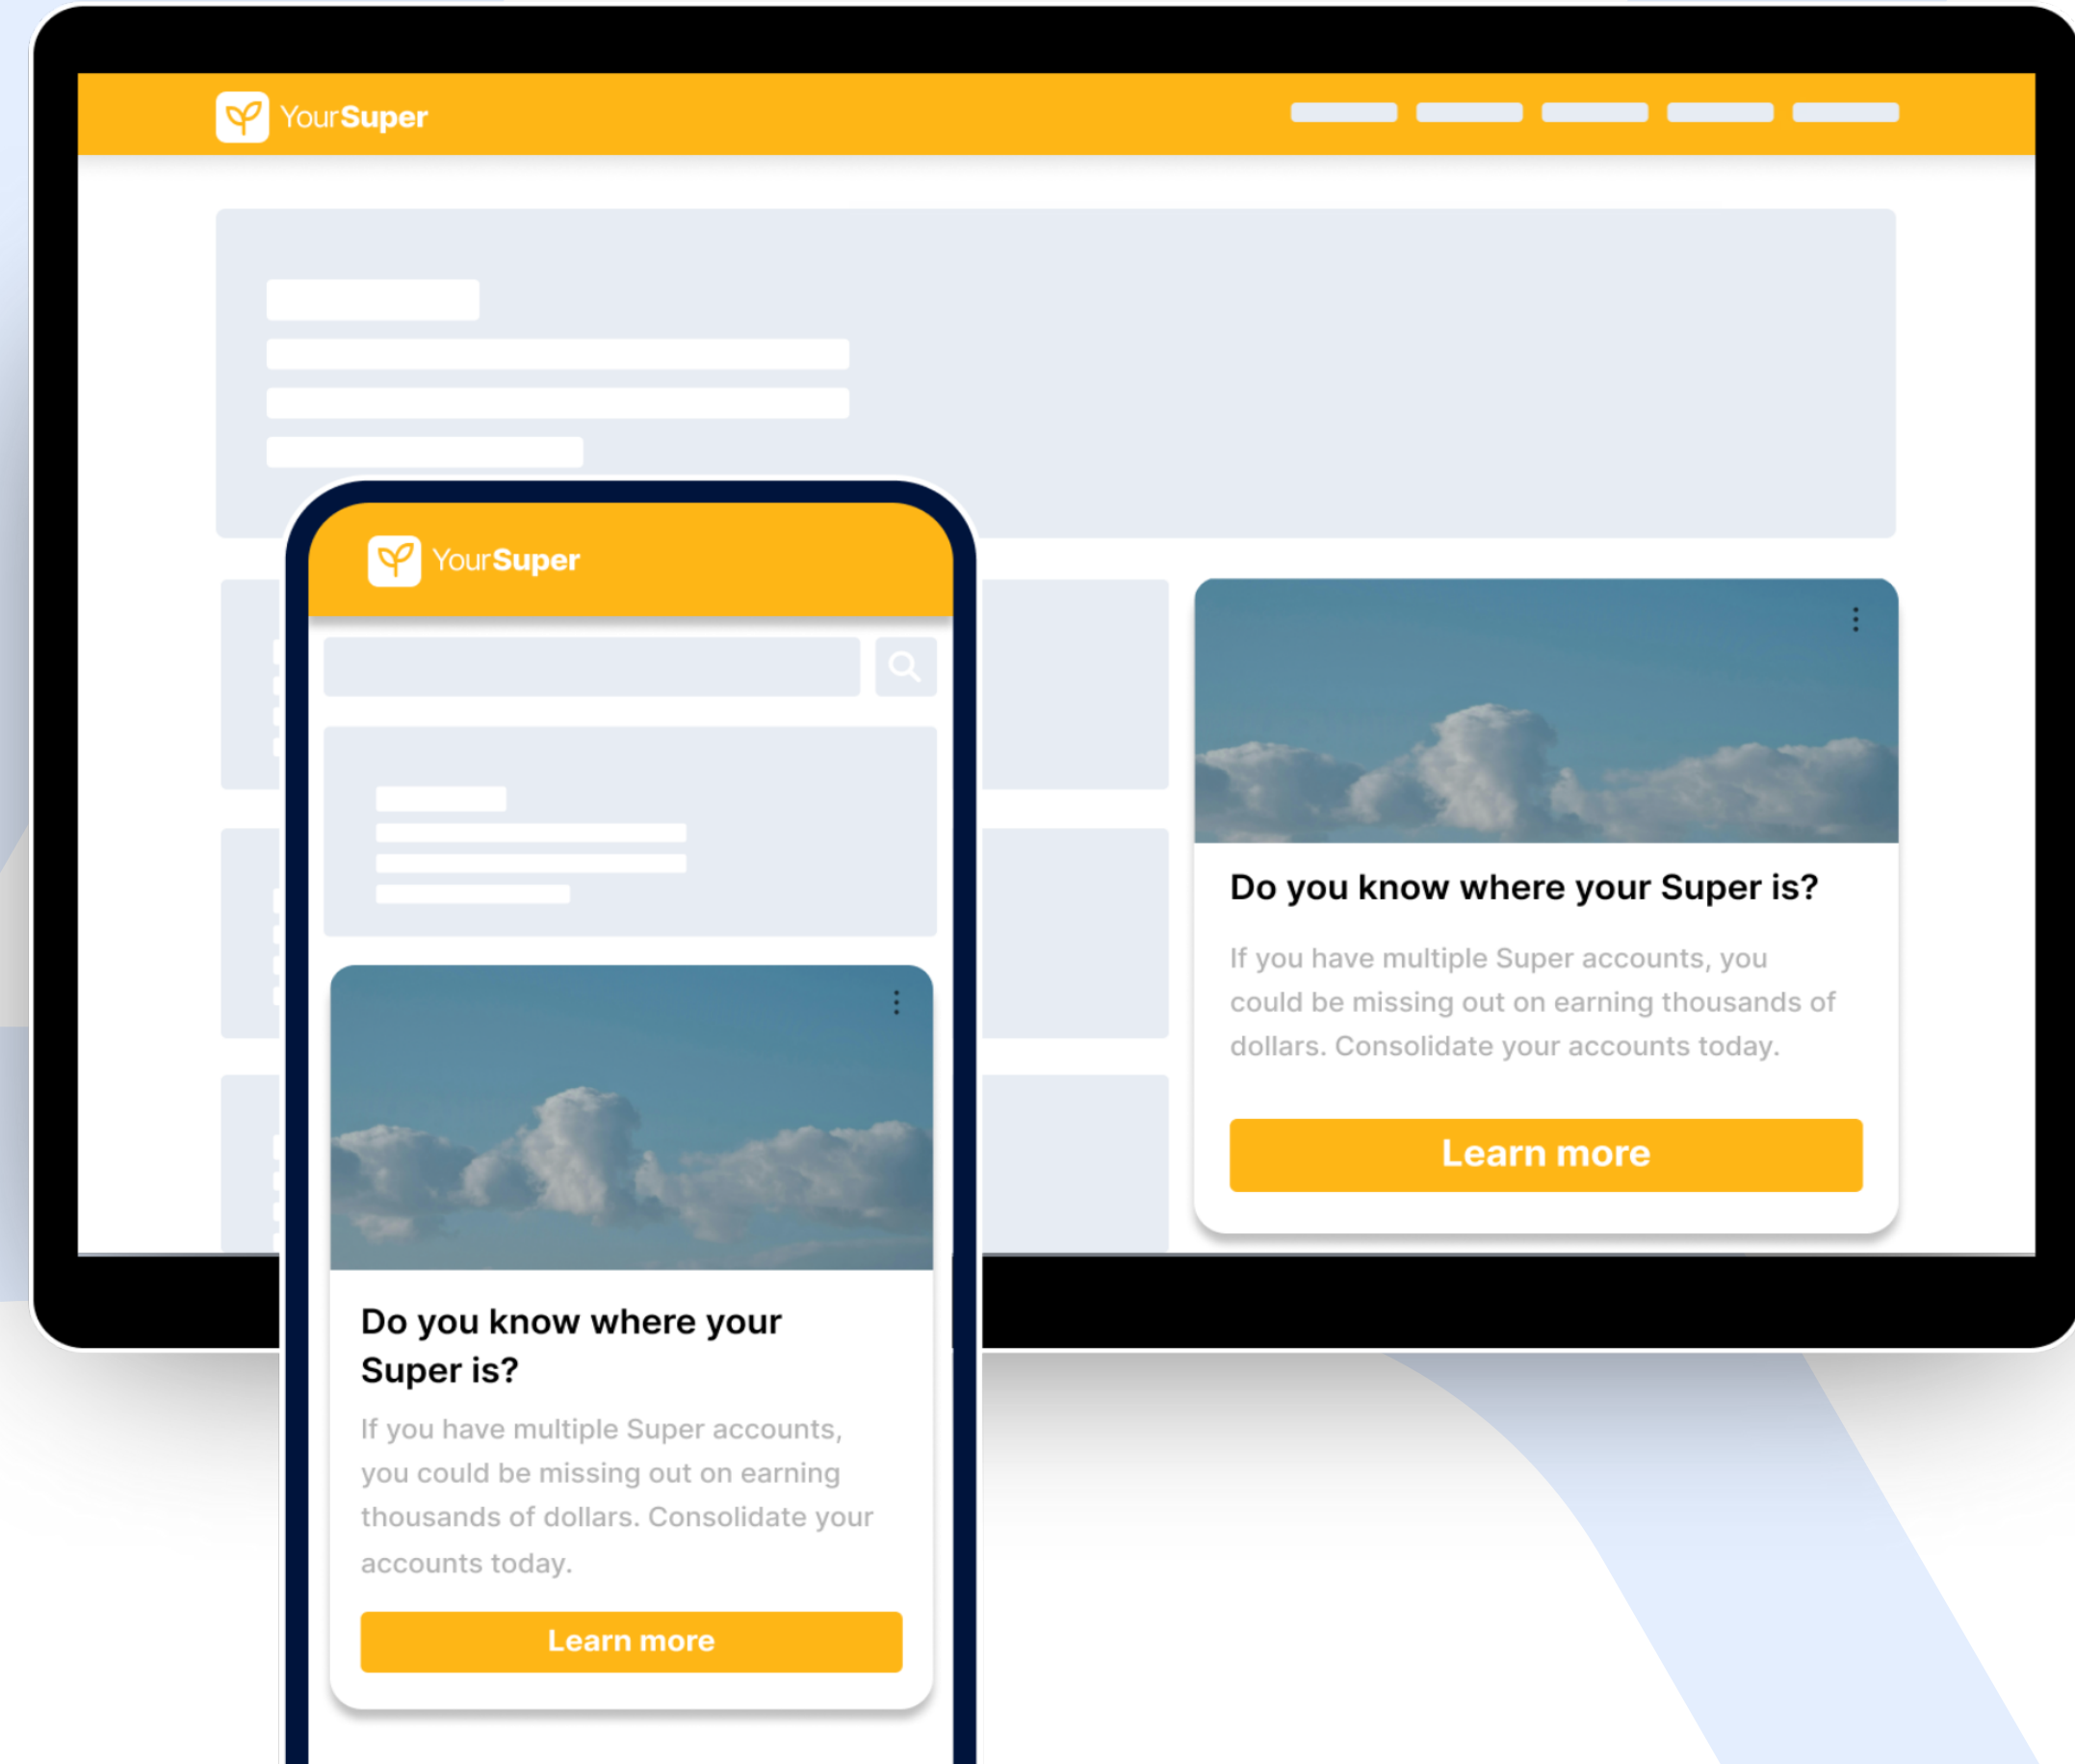 YourSuper
YourSuper
Do you know where your Super is?
If you have multiple Super accounts, you
could be missing out on earning thousands of
dollars. Consolidate your accounts today.
Learn more
Do you know where your
Super is?
If you have multiple Super accounts,
you could be missing out on earning
thousands of dollars. Consolidate your
accounts today.
Learn more